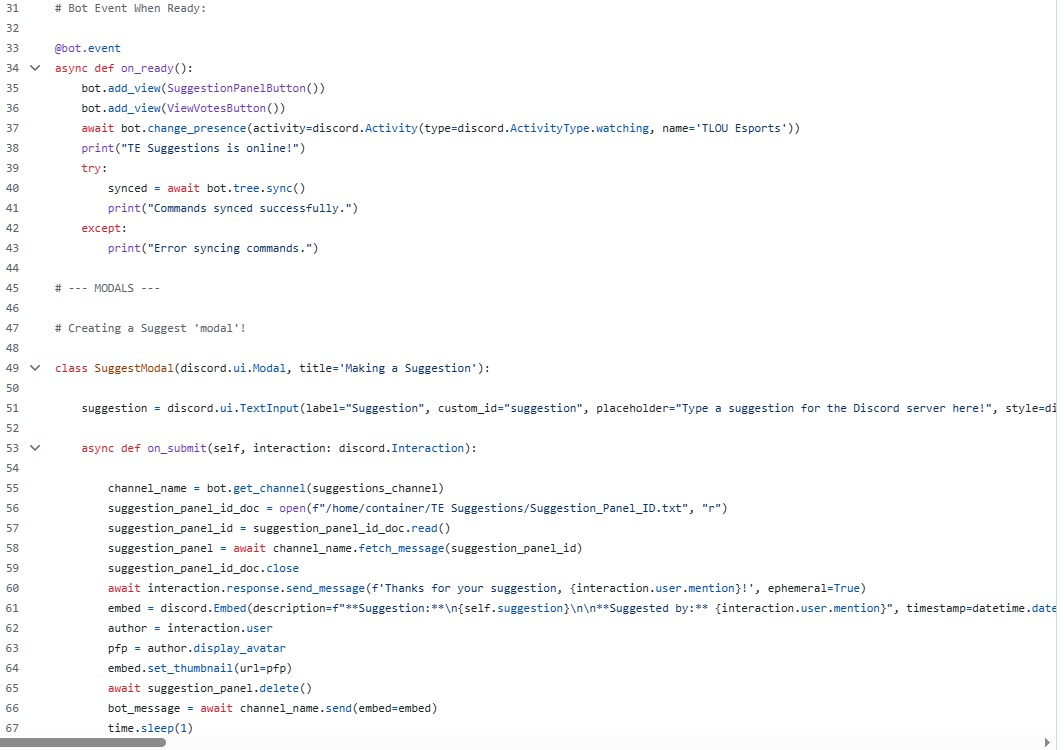 31 # Bot Event When Ready:
32
33 @bot.event
34 async def on_ready():
35     bot.add_view(SuggestionPanelButton())
36     bot.add_view(ViewVotesButton())
37     await bot.change_presence(activity=discord.Activity(type=discord.ActivityType.watching, name='TLOU Esports'))
38     print("TE Suggestions is online!")
39     try:
40         synced = await bot.tree.sync()
41         print("Commands synced successfully.")
42     except:
43         print("Error syncing commands.")
44
45 # --- MODALS ---
46
47 # Creating a Suggest 'modal'!
48
49 class SuggestModal(discord.ui.Modal, title='Making a Suggestion'):
50
51     suggestion = discord.ui.TextInput(label="Suggestion", custom_id="suggestion", placeholder="Type a suggestion for the Discord server here!", style=di
52
53     async def on_submit(self, interaction: discord.Interaction):
54
55         channel_name = bot.get_channel(suggestions_channel)
56         suggestion_panel_id_doc = open(f"/home/container/TE Suggestions/Suggestion_Panel_ID.txt", "r")
57         suggestion_panel_id = suggestion_panel_id_doc.read()
58         suggestion_panel = await channel_name.fetch_message(suggestion_panel_id)
59         suggestion_panel_id_doc.close
60         await interaction.response.send_message(f'Thanks for your suggestion, {interaction.user.mention}!', ephemeral=True)
61         embed = discord.Embed(description=f"**Suggestion:**\n{self.suggestion}\n\n**Suggested by:** {interaction.user.mention}", timestamp=datetime.date
62         author = interaction.user
63         pfp = author.display_avatar
64         embed.set_thumbnail(url=pfp)
65         await suggestion_panel.delete()
66         bot_message = await channel_name.send(embed=embed)
67         time.sleep(1)